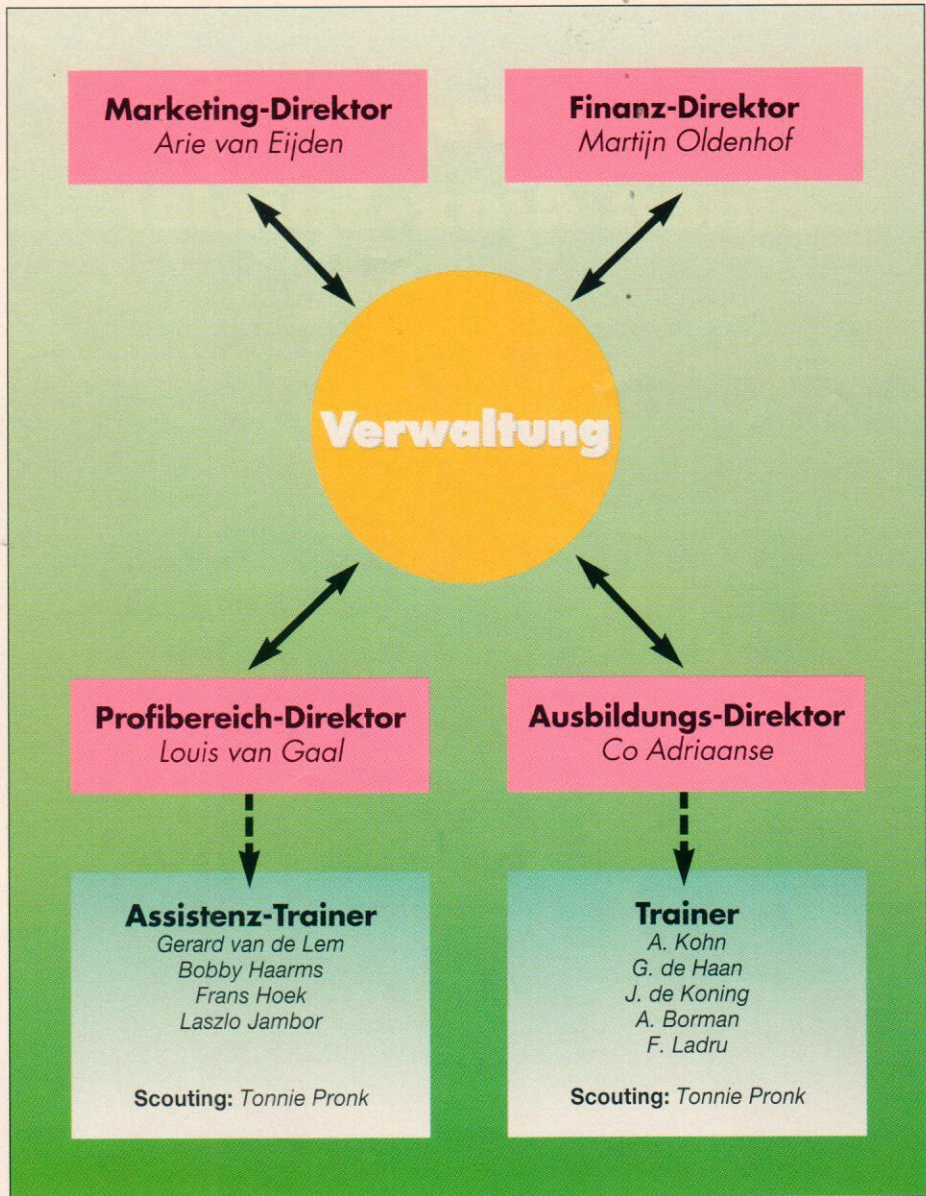 Marketing-Direktor
Arie van Eijden
Finanz-Direktor
Martijn Oldenhof
Verwaltung
Profibereich-Direktor
Louis van Gaal
Ausbildungs-Direktor
Co Adriaanse
Assistenz-Trainer
Gerard van de Lem
Bobby Haarms
Frans Hoek
Laszlo Jambor
Scouting: Tonnie Pronk
Trainer
A. Kohn
G. de Haan
J. de Koning
A. Borman
F. Ladru
Scouting: Tonnie Pronk